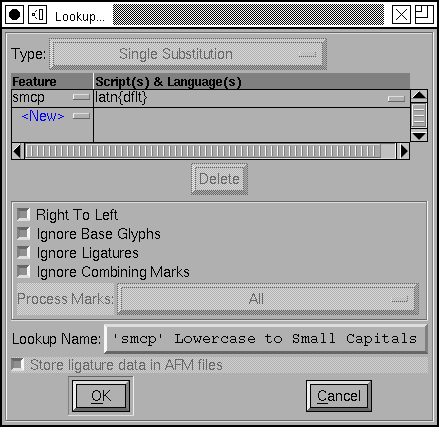 Lookup...
Type: Single Substitution
Feature Script(s) & Language(s)
smcp latn{dflt}
<New>
Delete
Right To Left
Ignore Base Glyphs
Ignore Ligatures
Ignore Combining Marks
Process Marks: All
Lookup Name: 'smcp' Lowercase to Small Capitals
Store ligature data in AFM files
OK Cancel